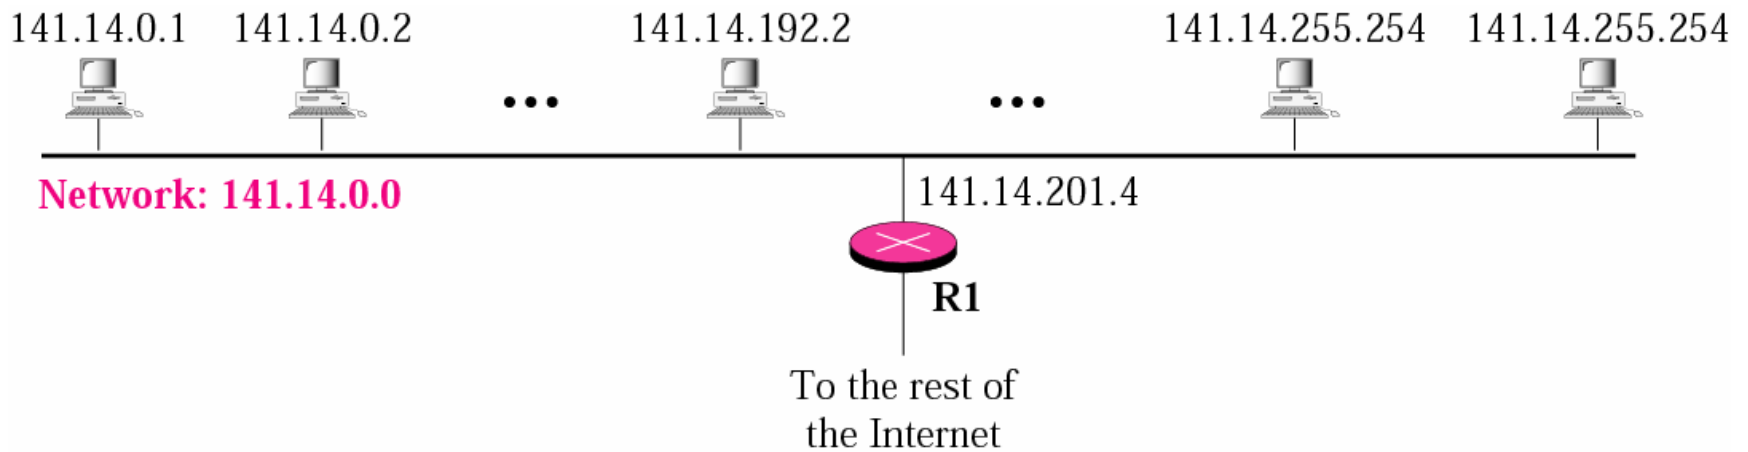 141.14.0.1 141.14.0.2 141.14.192.2 141.14.255.254 141.14.255.254
Network: 141.14.0.0
141.14.201.4
R1
To the rest of
the Internet